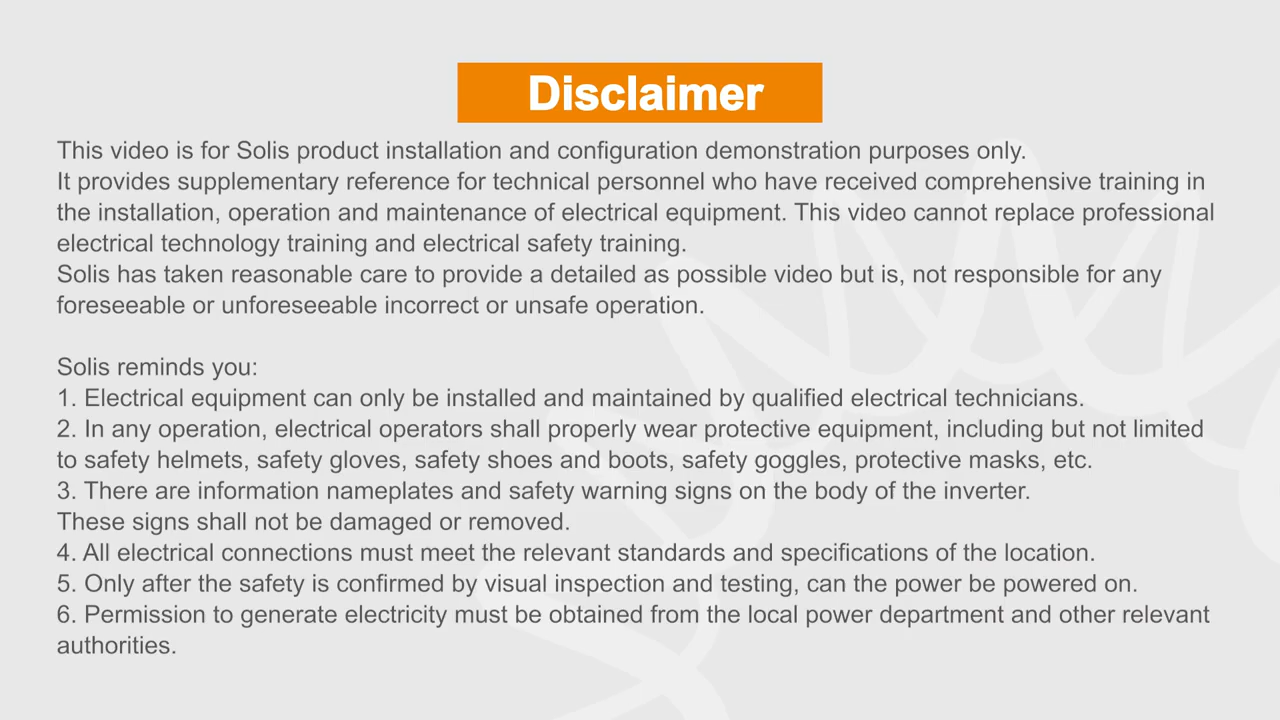 Disclaimer
This video is for Solis product installation and configuration demonstration purposes only.
It provides supplementary reference for technical personnel who have received comprehensive training in
the installation, operation and maintenance of electrical equipment. This video cannot replace professional
electrical technology training and electrical safety training.
Solis has taken reasonable care to provide a detailed as possible video but is, not responsible for any
foreseeable or unforeseeable incorrect or unsafe operation.
Solis reminds you:
1. Electrical equipment can only be installed and maintained by qualified electrical technicians.
2. In any operation, electrical operators shall properly wear protective equipment, including but not limited
to safety helmets, safety gloves, safety shoes and boots, safety goggles, protective masks, etc.
3. There are information nameplates and safety warning signs on the body of the inverter.
These signs shall not be damaged or removed.
4. All electrical connections must meet the relevant standards and specifications of the location.
5. Only after the safety is confirmed by visual inspection and testing, can the power be powered on.
6. Permission to generate electricity must be obtained from the local power department and other relevant
authorities.